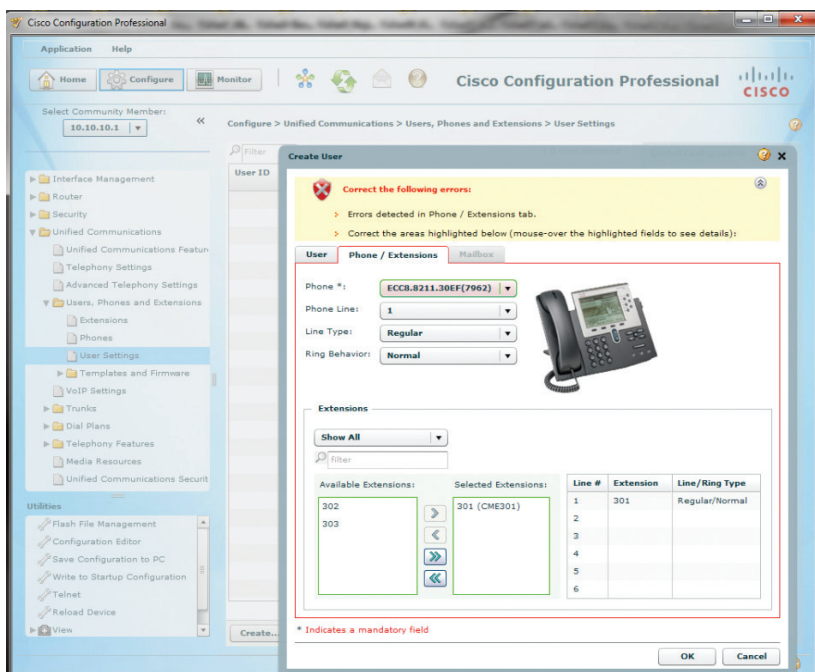 Cisco Configuration Professional
Application Help
Home Configure Monitor Cisco Configuration Professional CISCO
Select Community Member:
10.10.10.1
«
Configure > Unified Communications > Users, Phones and Extensions > User Settings
Filter
User ID
Interface Management
Router
Security
Unified Communications
Unified Communications Featur
Telephony Settings
Advanced Telephony Settings
Users, Phones and Extensions
Extensions
Phones
User Settings
Templates and Firmware
VoIP Settings
Trunks
Dial Plans
Telephony Features
Media Resources
Unified Communications Securit
Utilities
Flash File Management
Configuration Editor
Save Configuration to PC
Write to Startup Configuration
Telnet
Reload Device
View
Create...
Create User
Correct the following errors:
> Errors detected in Phone / Extensions tab.
> Correct the areas highlighted below (mouse-over the highlighted fields to see details):
User Phone / Extensions Mailbox
Phone *: ECC8.8211.30EF(7962)
Phone Line: 1
Line Type: Regular
Ring Behavior: Normal
Extensions
Show All
filter
Available Extensions: Selected Extensions: Line # Extension Line/Ring Type
302 301 (CME301) 1 301 Regular/Normal
303 2
3
4
5
6
* Indicates a mandatory field
OK Cancel